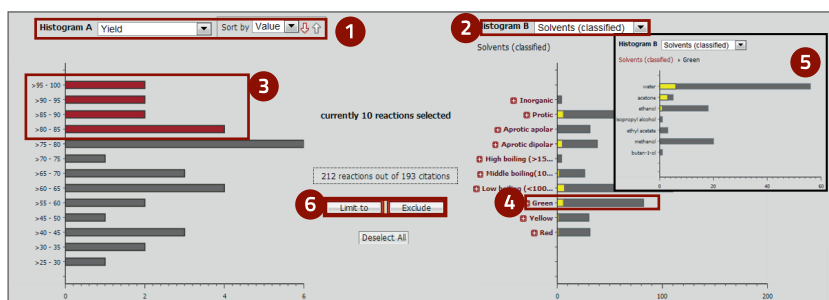 Histogram A Yield Sort by Value
1
2
Histogram B Solvents (classified)
Solvents (classified)
3
>95 - 100
>90 - 95
>85 - 90
>80 - 85
>75 - 80
>70 - 75
>65 - 70
>60 - 65
>55 - 60
>45 - 50
>40 - 45
>30 - 35
>25 - 30
0 2 4 6
currently 10 reactions selected
212 reactions out of 193 citations
6
Limit to Exclude
Deselect All
Inorganic
Protic
Aprotic apolar
Aprotic dipolar
High boiling (>15...
Middle boiling(10...
Low boiling (<100...
4
Green
Yellow
Red
0 100 200
Histogram B Solvents (classified)
5
Solvents (classified) Green
water
acetone
ethanol
isopropyl alcohol
ethyl acetate
methanol
butan-1-ol
0 20 40 60